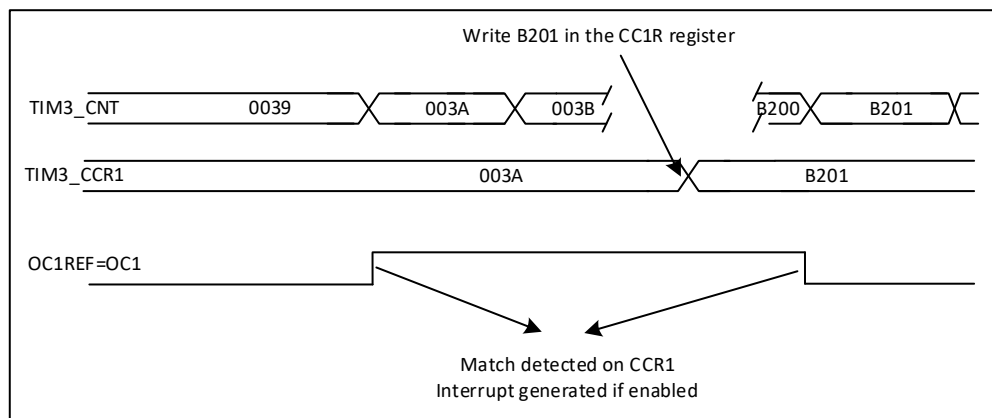 Write B201 in the CC1R register
TIM3_CNT 0039 003A 003B B200 B201
TIM3_CCR1 003A B201
OC1REF=OC1
Match detected on CCR1
Interrupt generated if enabled